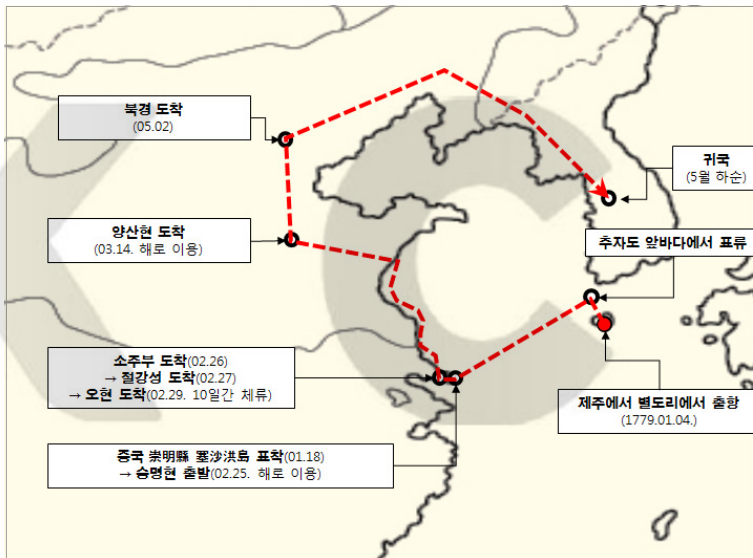 북경 도착
(05.02)
귀국
(5월 하순)
양산현 도착
(03.14. 해로 이용)
추자도 앞바다에서 표류
소주부 도착(02.26)
→ 절강성 도착(02.27)
→ 오현 도착(02.29. 10일간 체류)
제주에서 별도리에서 출항
(1779.01.04.)
중국 崇明縣 塞沙洪島 표착(01.18)
→ 숭명현 출발(02.25. 해로 이용)